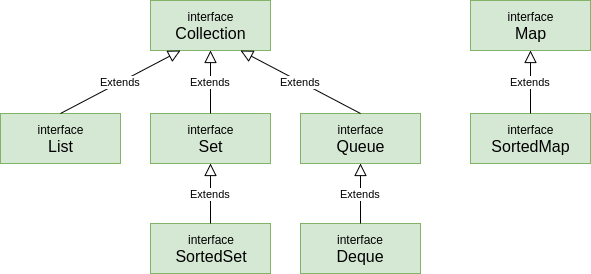 interface
Collection
interface
Map
Extends
Extends
Extends
Extends
interface
List
interface
Set
interface
Queue
interface
SortedMap
Extends
Extends
interface
SortedSet
interface
Deque